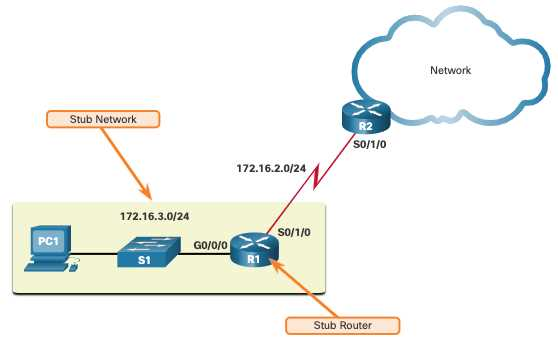 Network
Stub Network
R2
S0/1/0
172.16.2.0/24
172.16.3.0/24
S0/1/0
PC1
G0/0/0
S1
R1
Stub Router